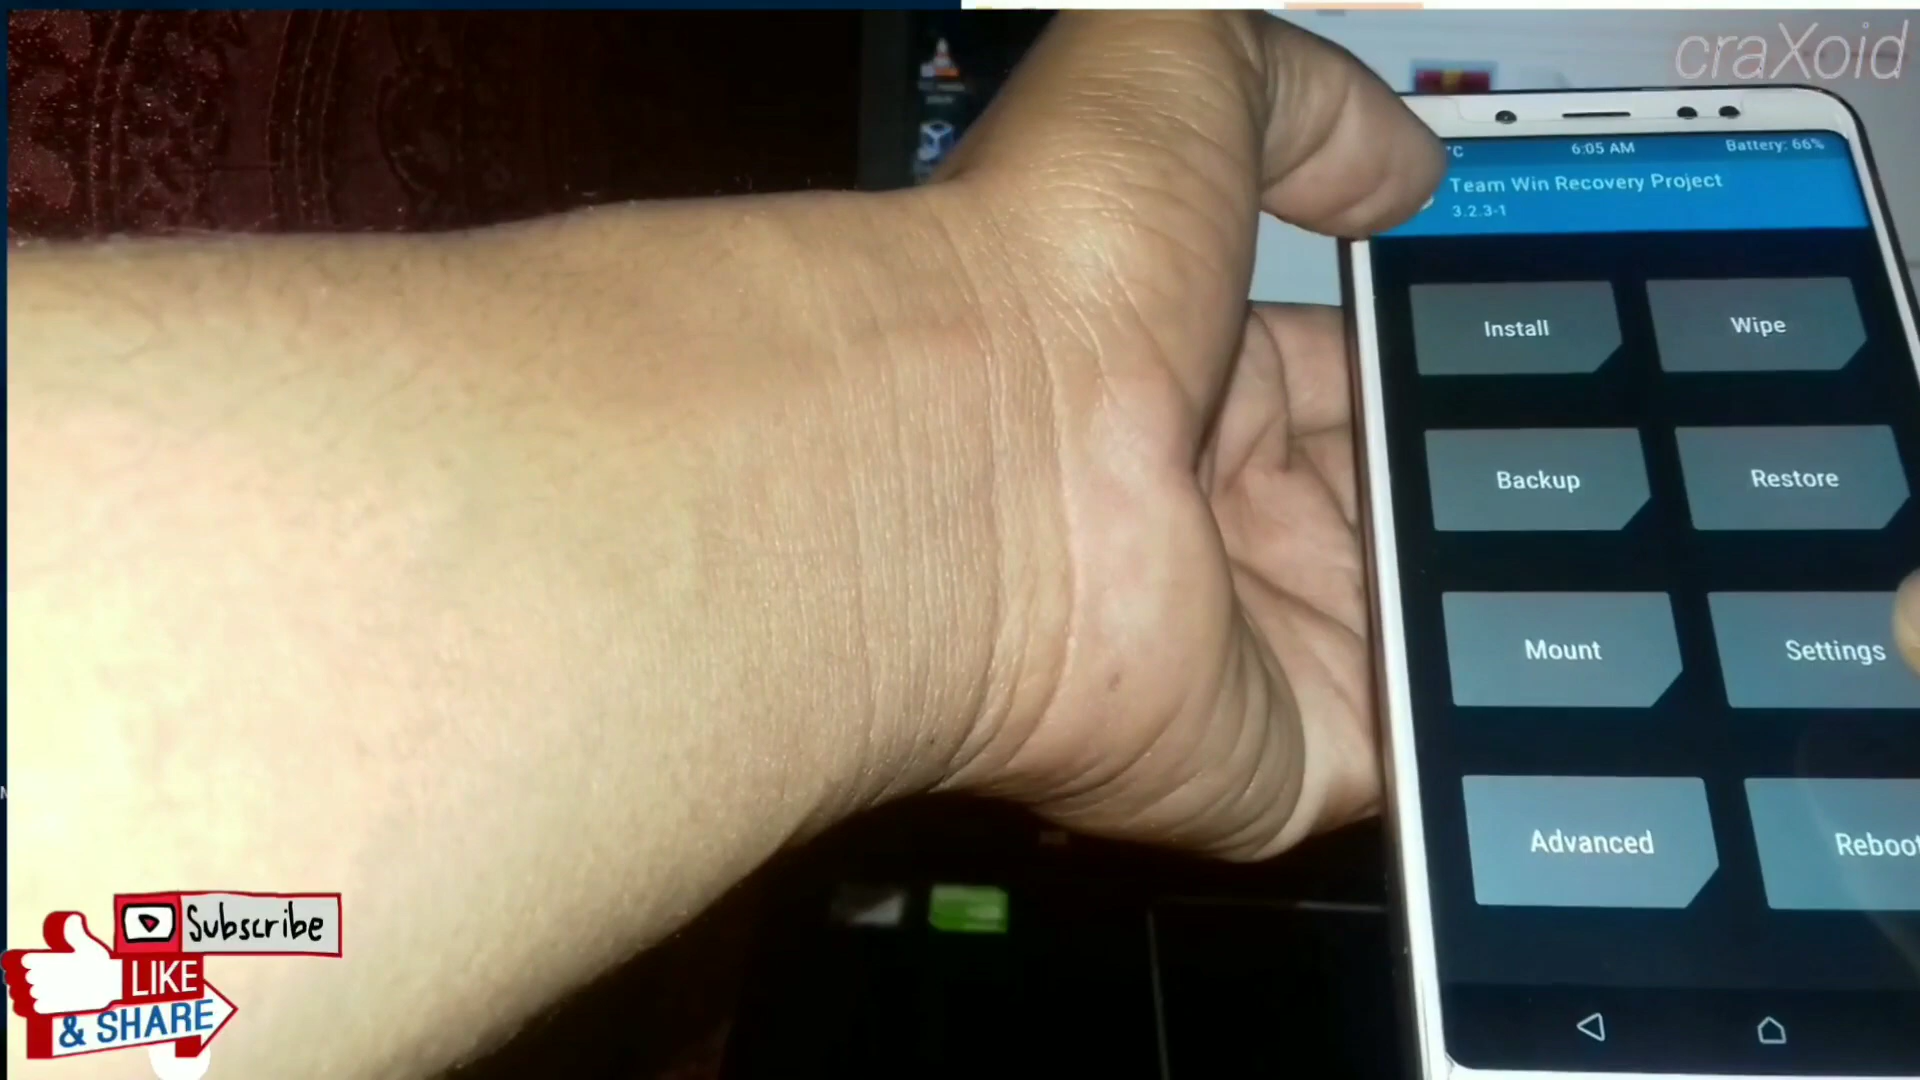 craXoid
°C 6:05 AM Battery: 66%
Team Win Recovery Project
3.2.3-1
Install Wipe
Backup Restore
Mount Settings
Advanced Reboot
Subscribe
LIKE
& SHARE